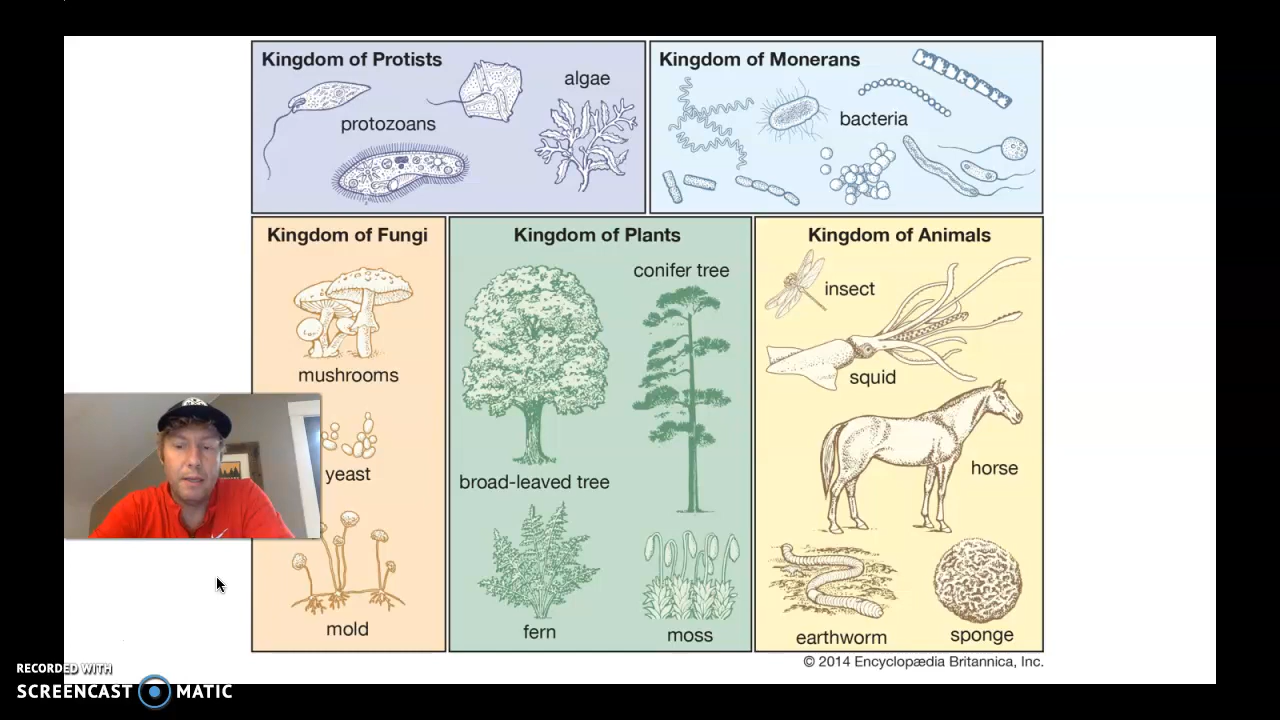 Kingdom of Protists
protozoans
algae
Kingdom of Monerans
bacteria
Kingdom of Fungi
mushrooms
yeast
mold
Kingdom of Plants
conifer tree
broad-leaved tree
fern
moss
Kingdom of Animals
insect
squid
horse
earthworm
sponge
© 2014 Encyclopædia Britannica, Inc.
RECORDED WITH
SCREENCAST MATIC